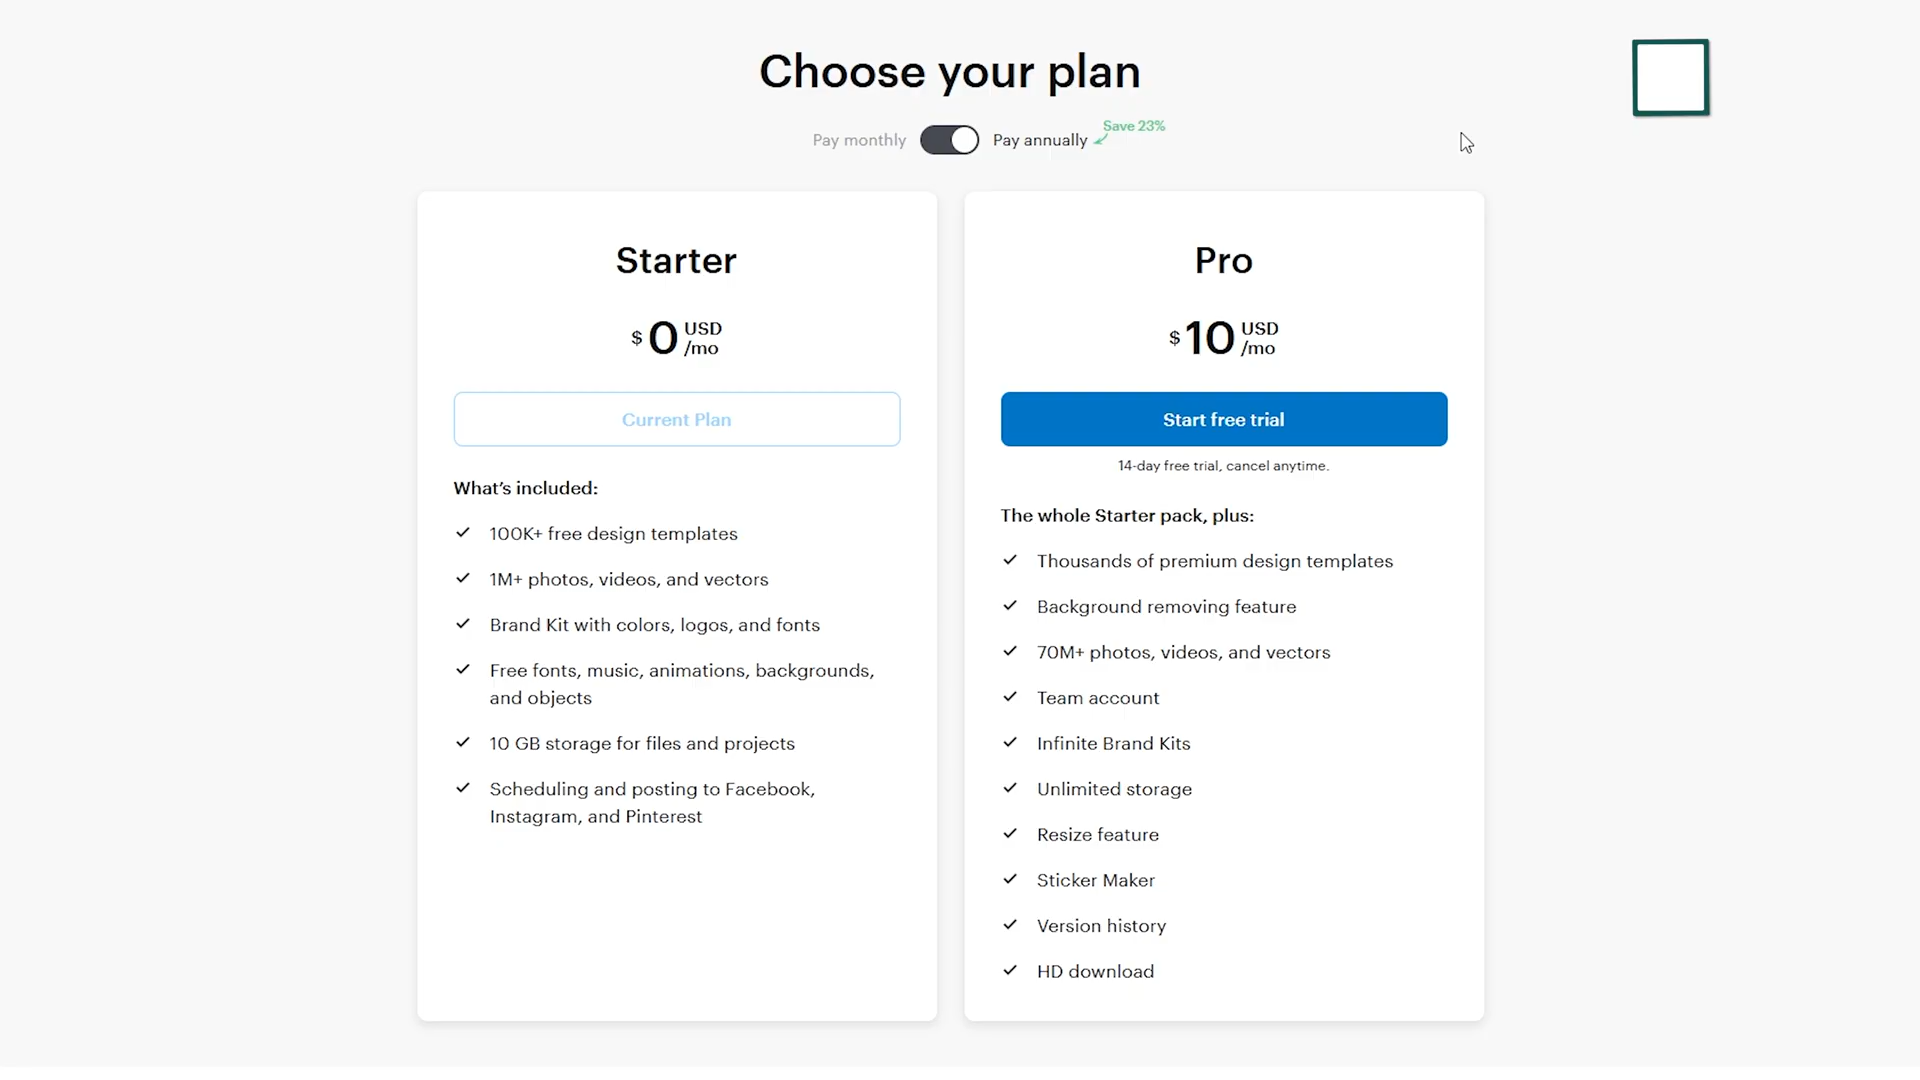 Choose your plan
Pay monthly
Pay annually
Save 23%
Starter
$0 USD
/mo
Current Plan
What's included:
100K+ free design templates
1M+ photos, videos, and vectors
Brand Kit with colors, logos, and fonts
Free fonts, music, animations, backgrounds,
and objects
10 GB storage for files and projects
Scheduling and posting to Facebook,
Instagram, and Pinterest
Pro
$10 USD
/mo
Start free trial
14-day free trial, cancel anytime.
The whole Starter pack, plus:
Thousands of premium design templates
Background removing feature
70M+ photos, videos, and vectors
Team account
Infinite Brand Kits
Unlimited storage
Resize feature
Sticker Maker
Version history
HD download